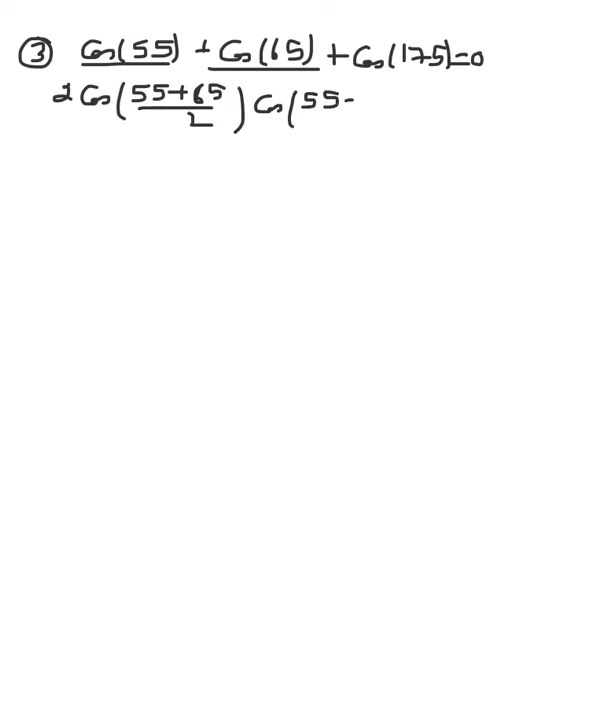 ③ Cos(55) + Cos(65) + Cos(175)=0
2 Cos(55+65/2) Cos(55-